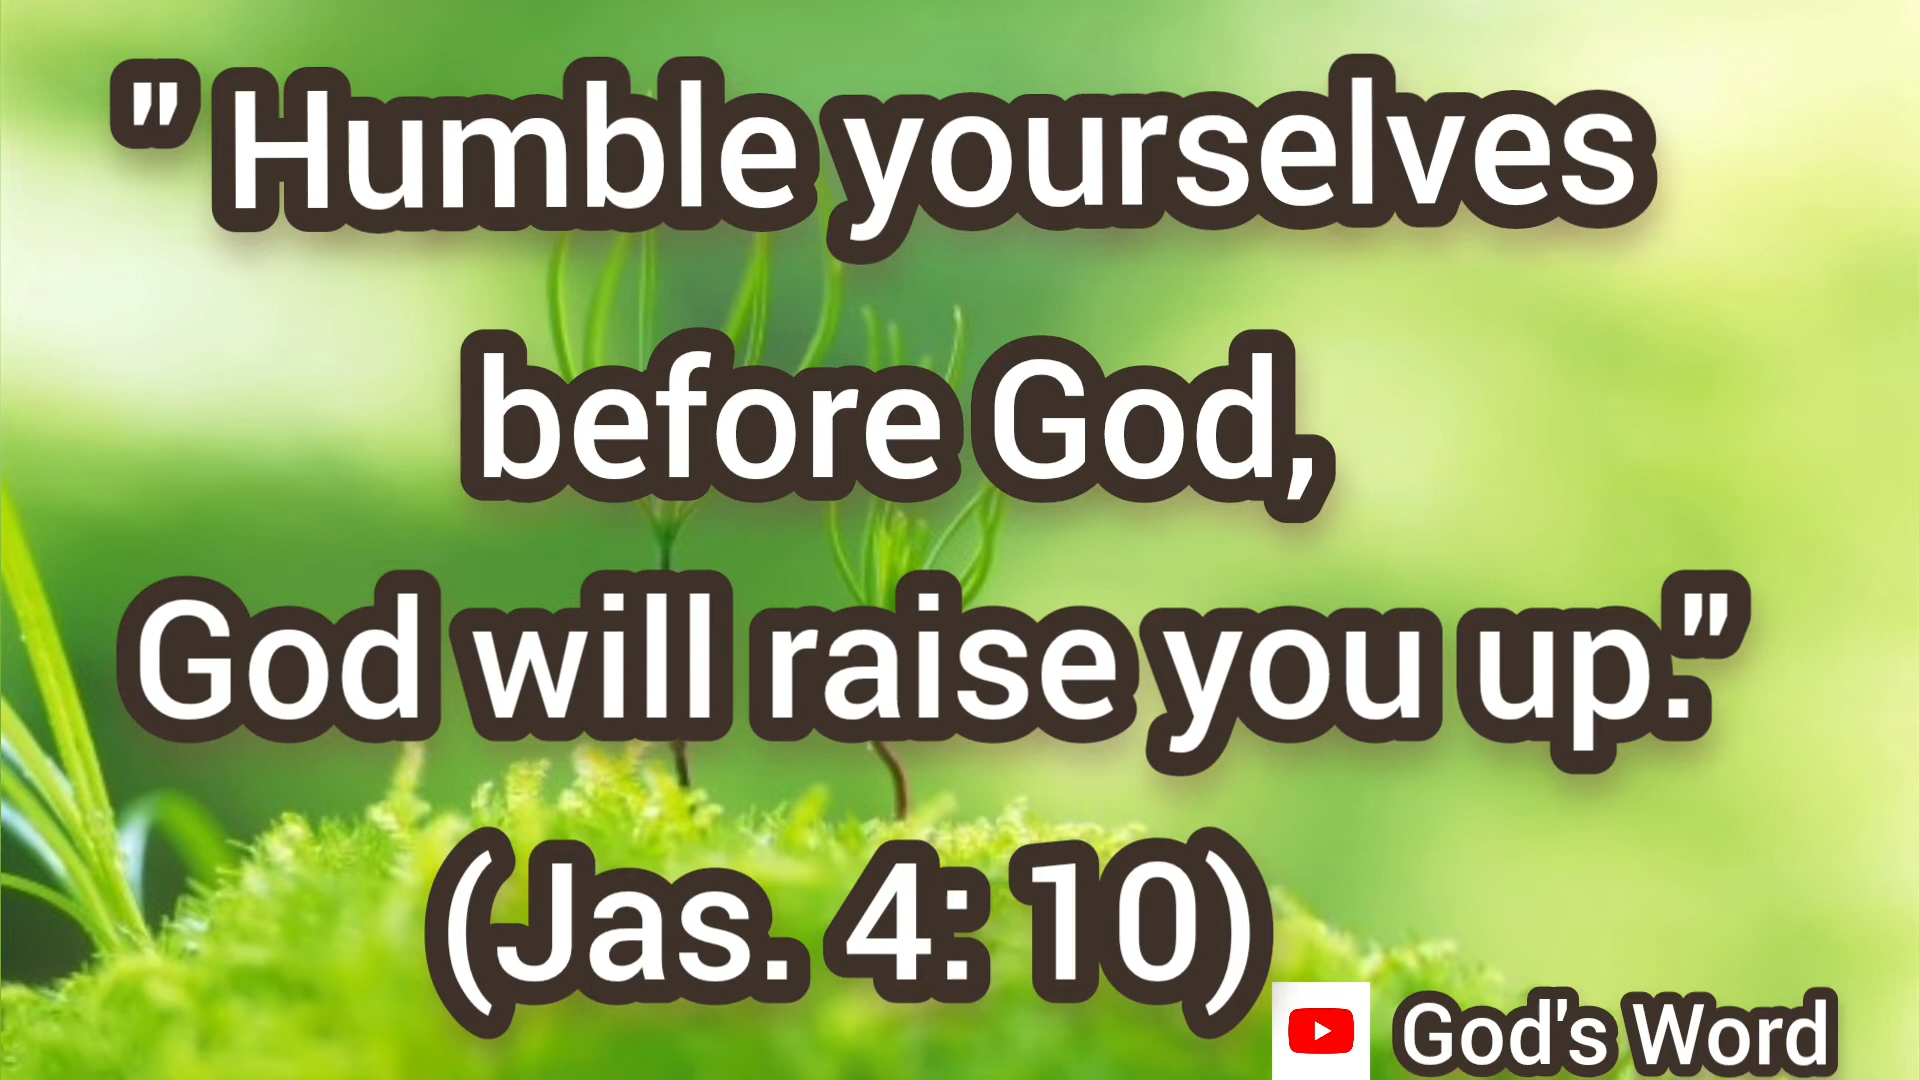 " Humble yourselves
before God,
God will raise you up."
(Jas. 4: 10)
God's Word